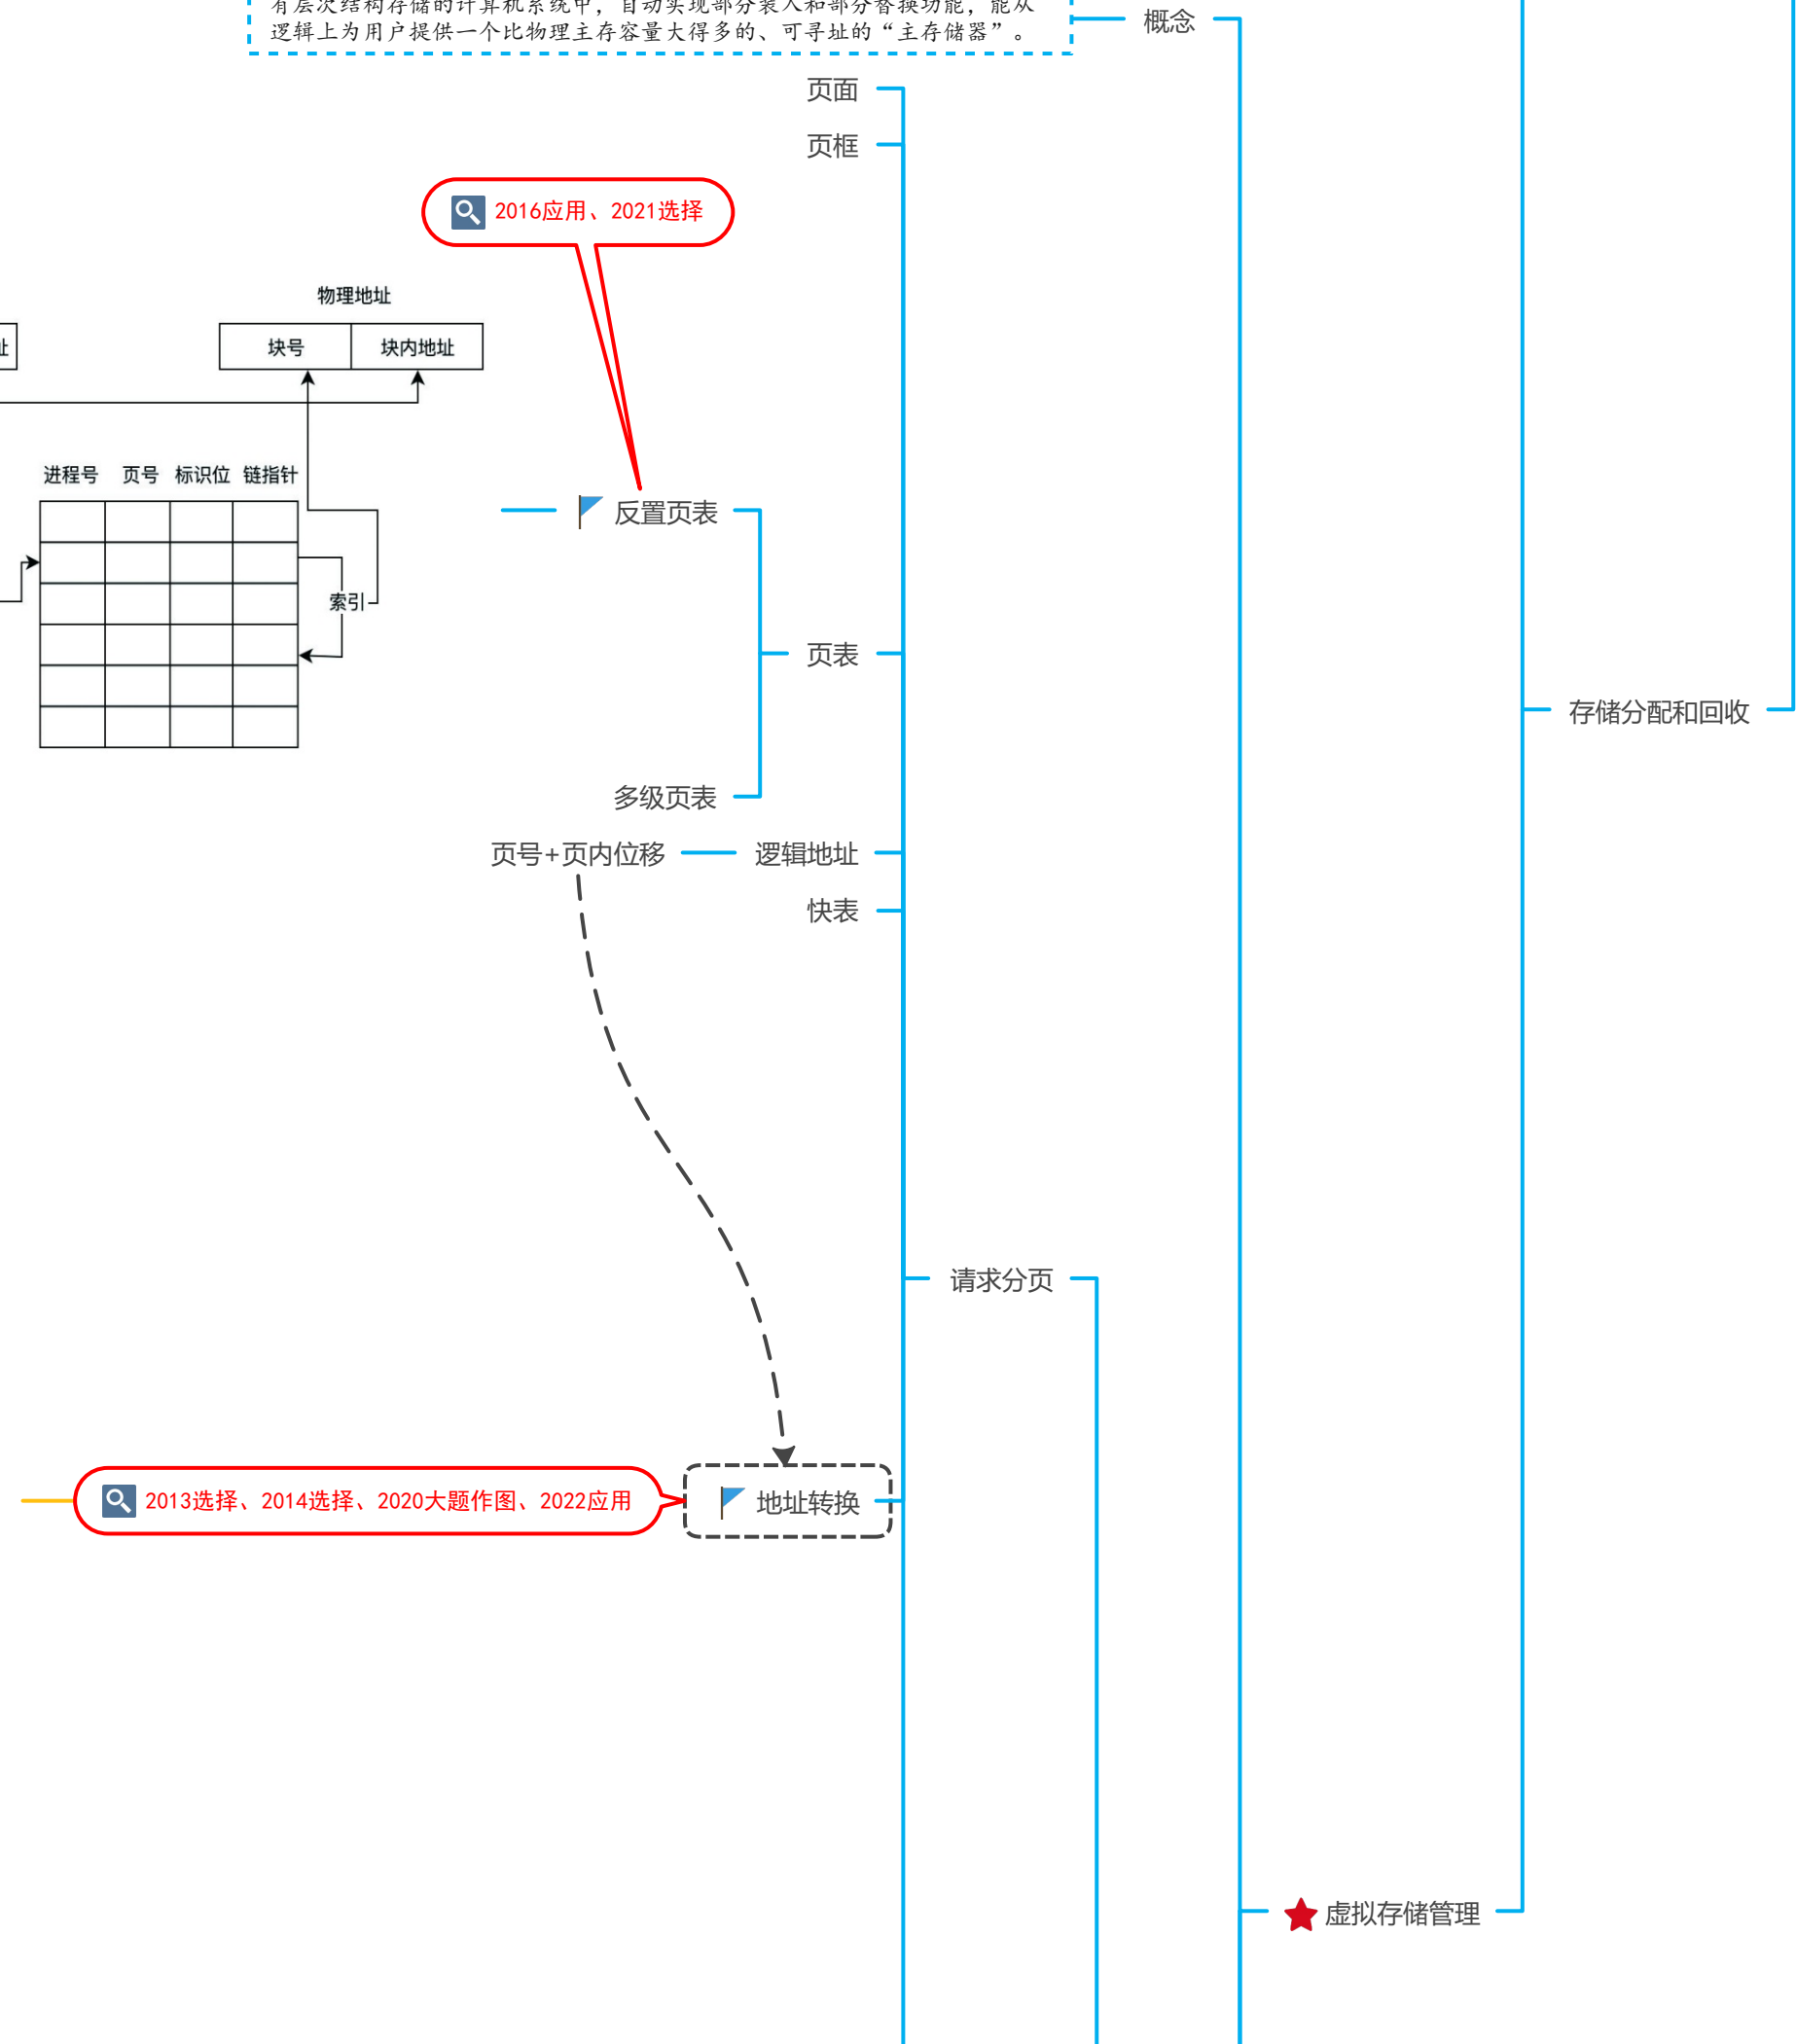 有层次结构存储的计算机系统中，自动实现部分装入和部分替换功能，能从
逻辑上为用户提供一个比物理主存容量大得多的、可寻址的“主存储器”。
概念
页面
页框
2016应用、2021选择
物理地址
址
块号
块内地址
进程号 页号 标识位 链指针
反置页表
索引
页表
存储分配和回收
多级页表
页号+页内位移
逻辑地址
快表
请求分页
2013选择、2014选择、2020大题作图、2022应用
地址转换
虚拟存储管理